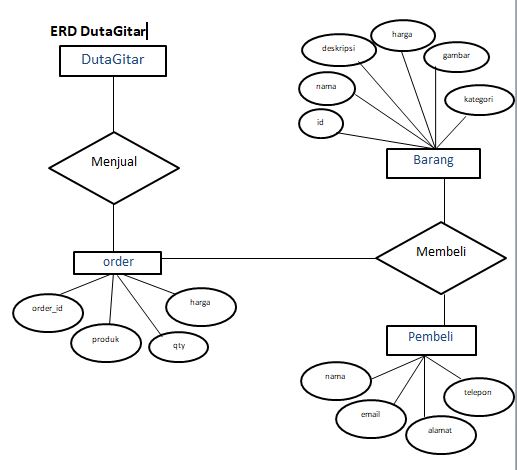 ERD DutaGitar
DutaGitar
Menjual
order
order_id
produk
qty
harga
deskripsi
harga
gambar
nama
kategori
id
Barang
Membeli
Pembeli
nama
email
alamat
telepon